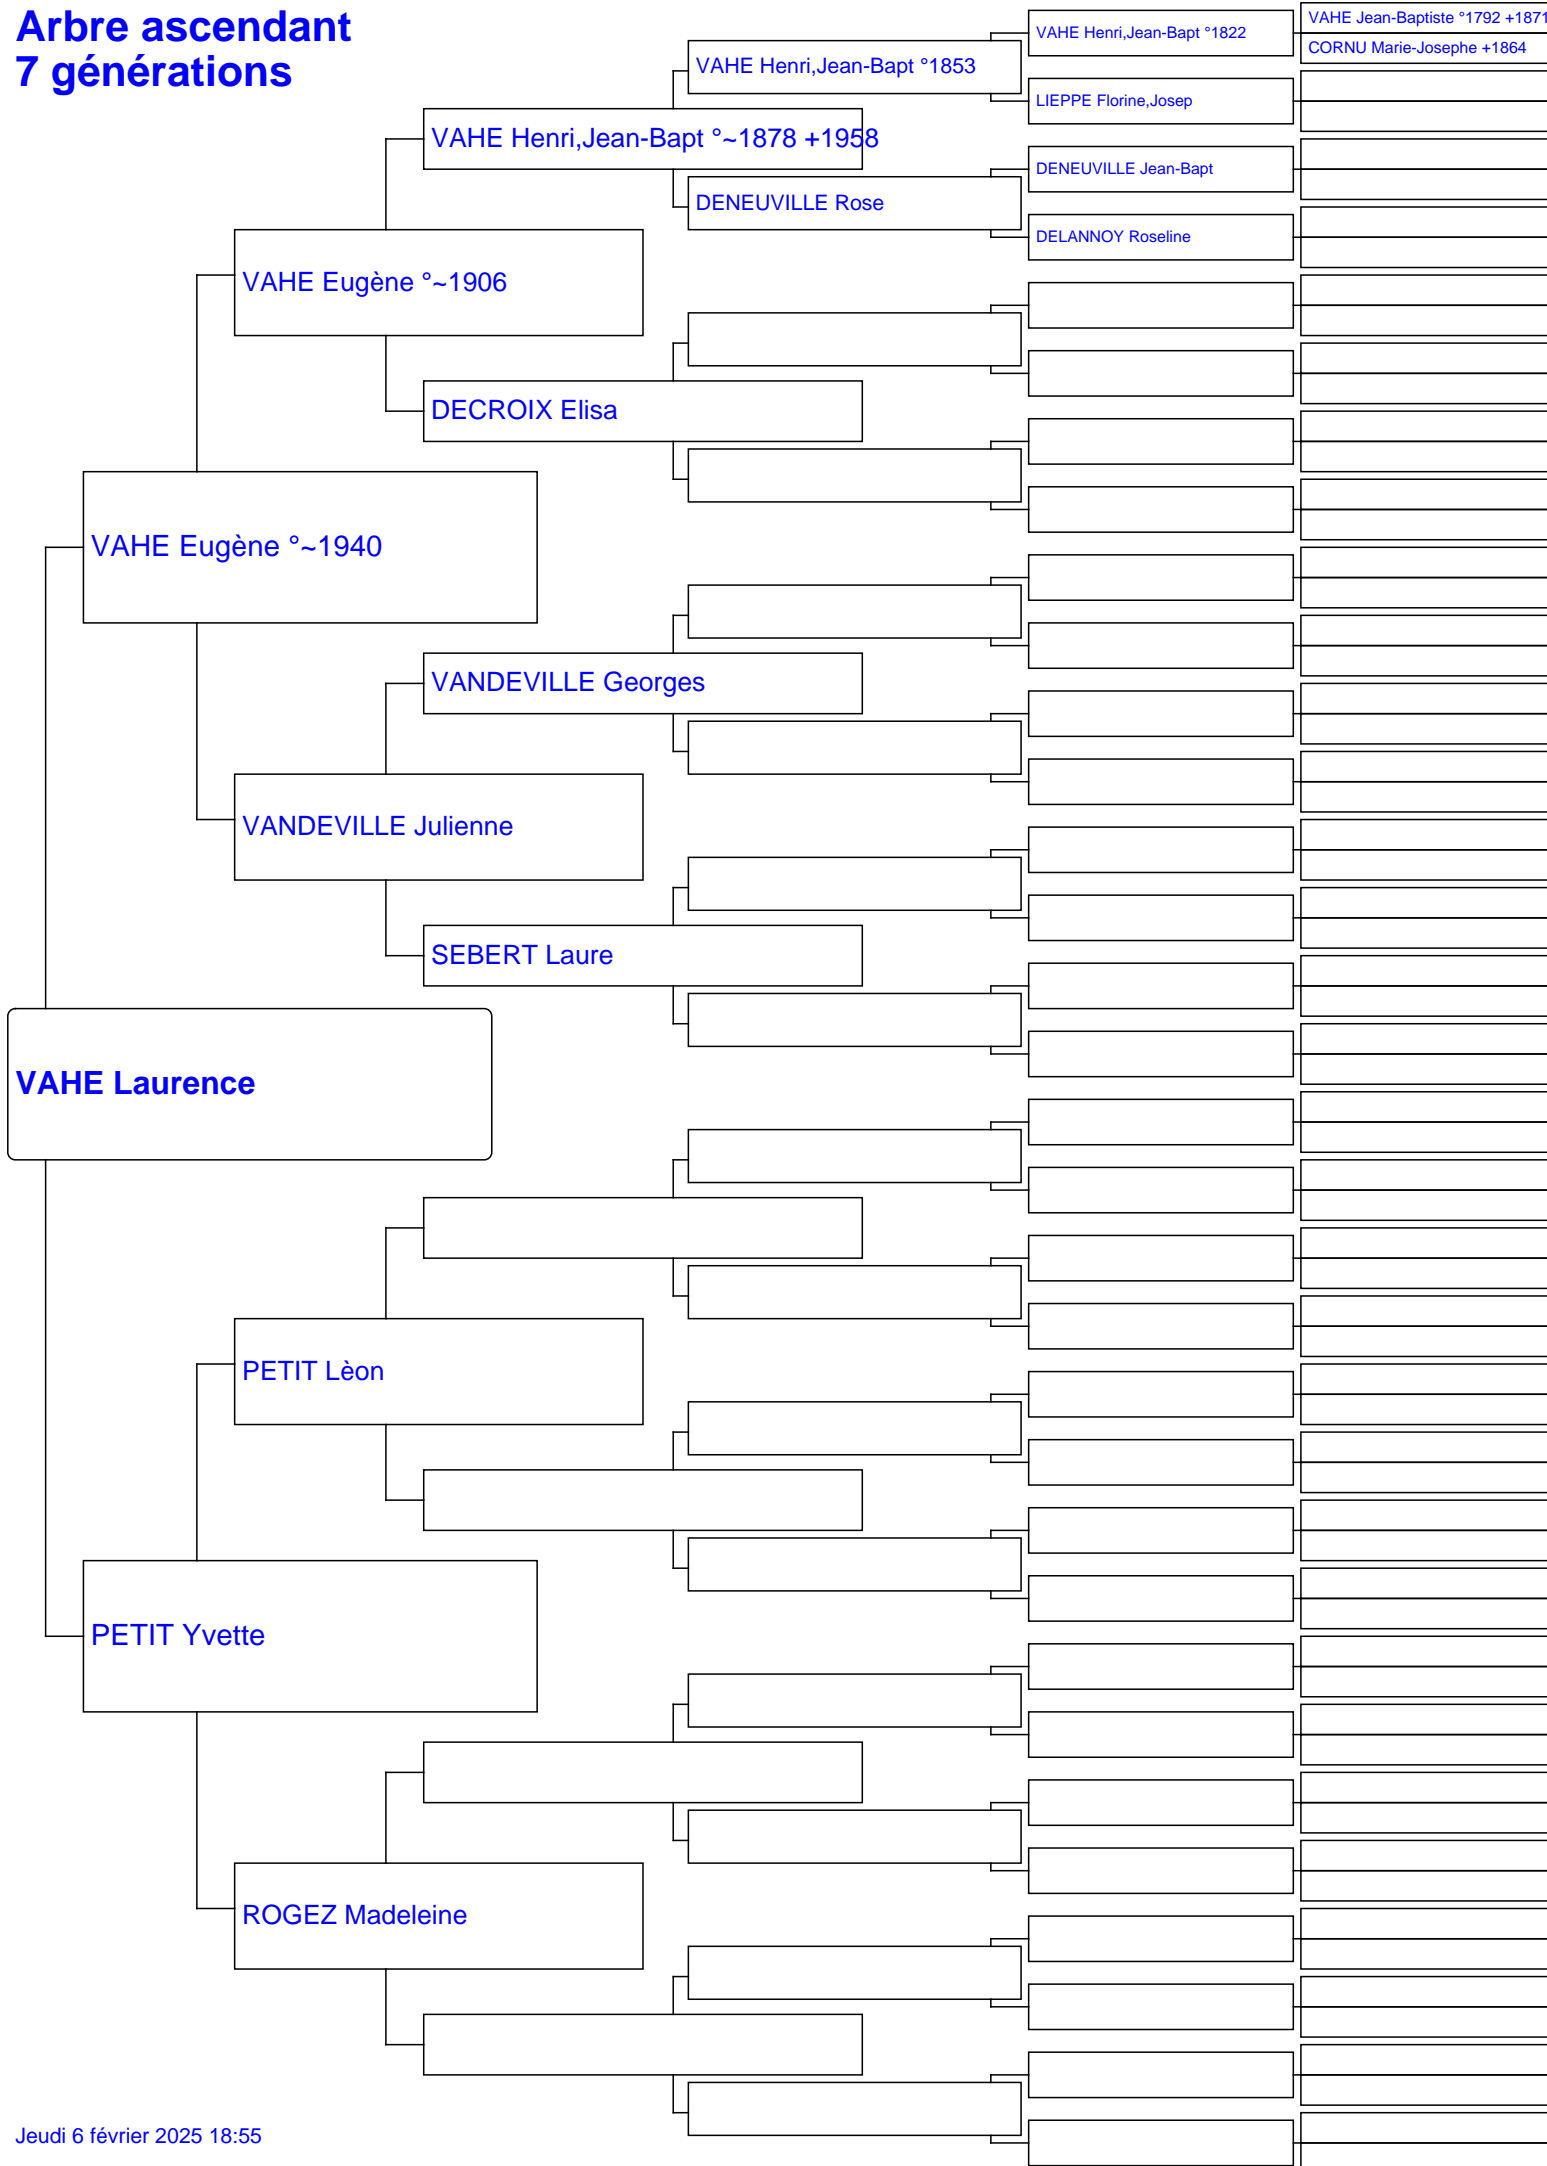 Arbre ascendant
7 générations
VAHE Jean-Baptiste °1792 +1871
VAHE Henri,Jean-Bapt °1822
CORNU Marie-Josephe +1864
VAHE Henri,Jean-Bapt °1853
LIEPPE Florine,Josep
VAHE Henri,Jean-Bapt °~1878 +1958
DENEUVILLE Jean-Bapt
DENEUVILLE Rose
DELANNOY Roseline
VAHE Eugène °~1906
DECROIX Elisa
VAHE Eugène °~1940
VANDEVILLE Georges
VANDEVILLE Julienne
SEBERT Laure
VAHE Laurence
PETIT Lèon
PETIT Yvette
ROGEZ Madeleine
Jeudi 6 février 2025 18:55